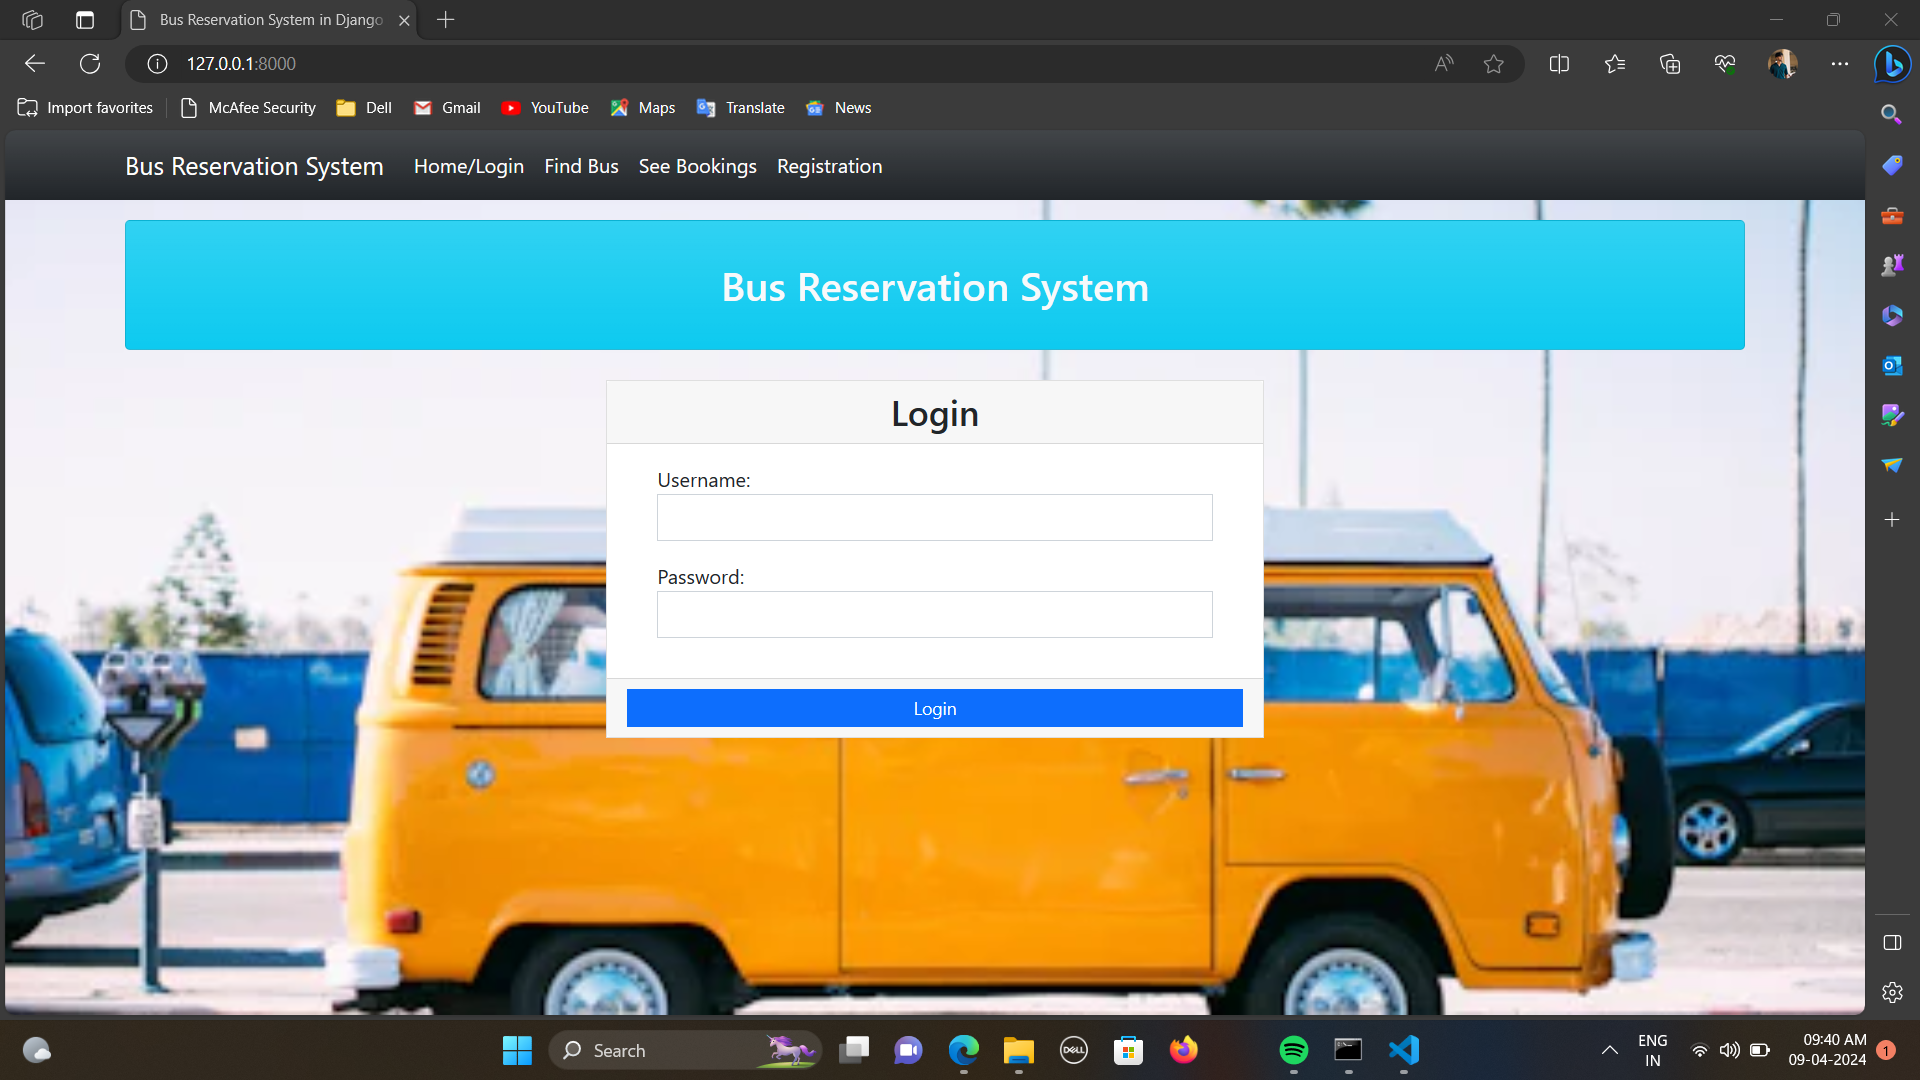 Bus Reservation System in Django
127.0.0.1:8000
Import favorites McAfee Security Dell Gmail YouTube Maps Translate News
Bus Reservation System Home/Login Find Bus See Bookings Registration
Bus Reservation System
Login
Username:
Password:
Login
Search
DELL
ENG
IN
09:40 AM
09-04-2024
1